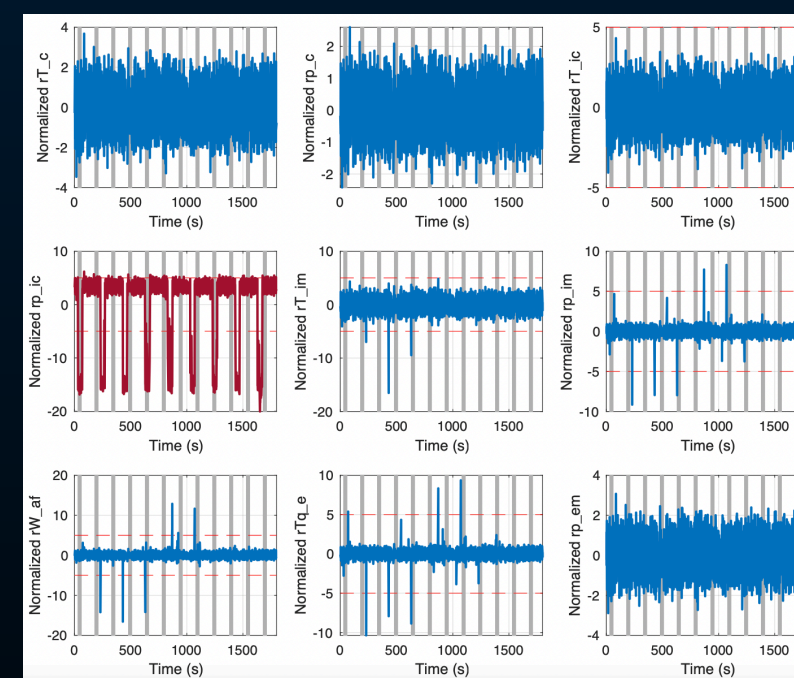 Normalized rT_c
4
2
0
-2
-4
0 500 1000 1500
Time (s)
Normalized rp_c
2
1
0
-1
-2
0 500 1000 1500
Time (s)
Normalized rT_ic
5
0
-5
0 500 1000 1500
Time (s)
Normalized rp_ic
10
0
-10
-20
0 500 1000 1500
Time (s)
Normalized rT_im
10
0
-10
-20
0 500 1000 1500
Time (s)
Normalized rp_im
10
5
0
-5
-10
0 500 1000 1500
Time (s)
Normalized rW_af
20
10
0
-10
-20
0 500 1000 1500
Time (s)
Normalized rTq_e
10
5
0
-5
-10
0 500 1000 1500
Time (s)
Normalized rp_em
4
2
0
-2
-4
0 500 1000 1500
Time (s)